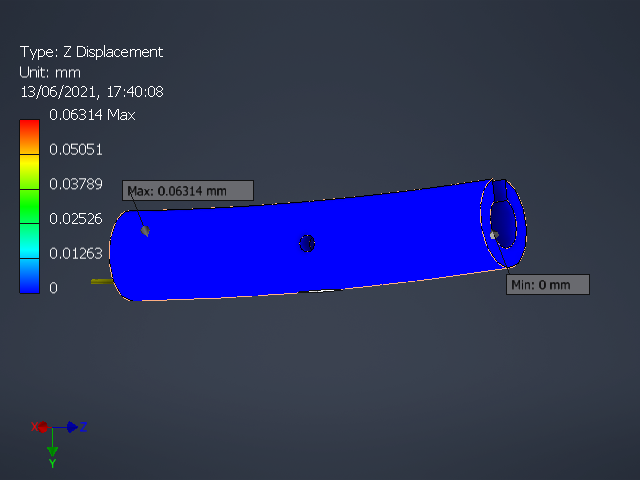 Type: Z Displacement
Unit: mm
13/06/2021, 17:40:08
0.06314 Max
0.05051
0.03789
0.02526
0.01263
0
Max: 0.06314 mm
Min: 0 mm
X
Z
Y